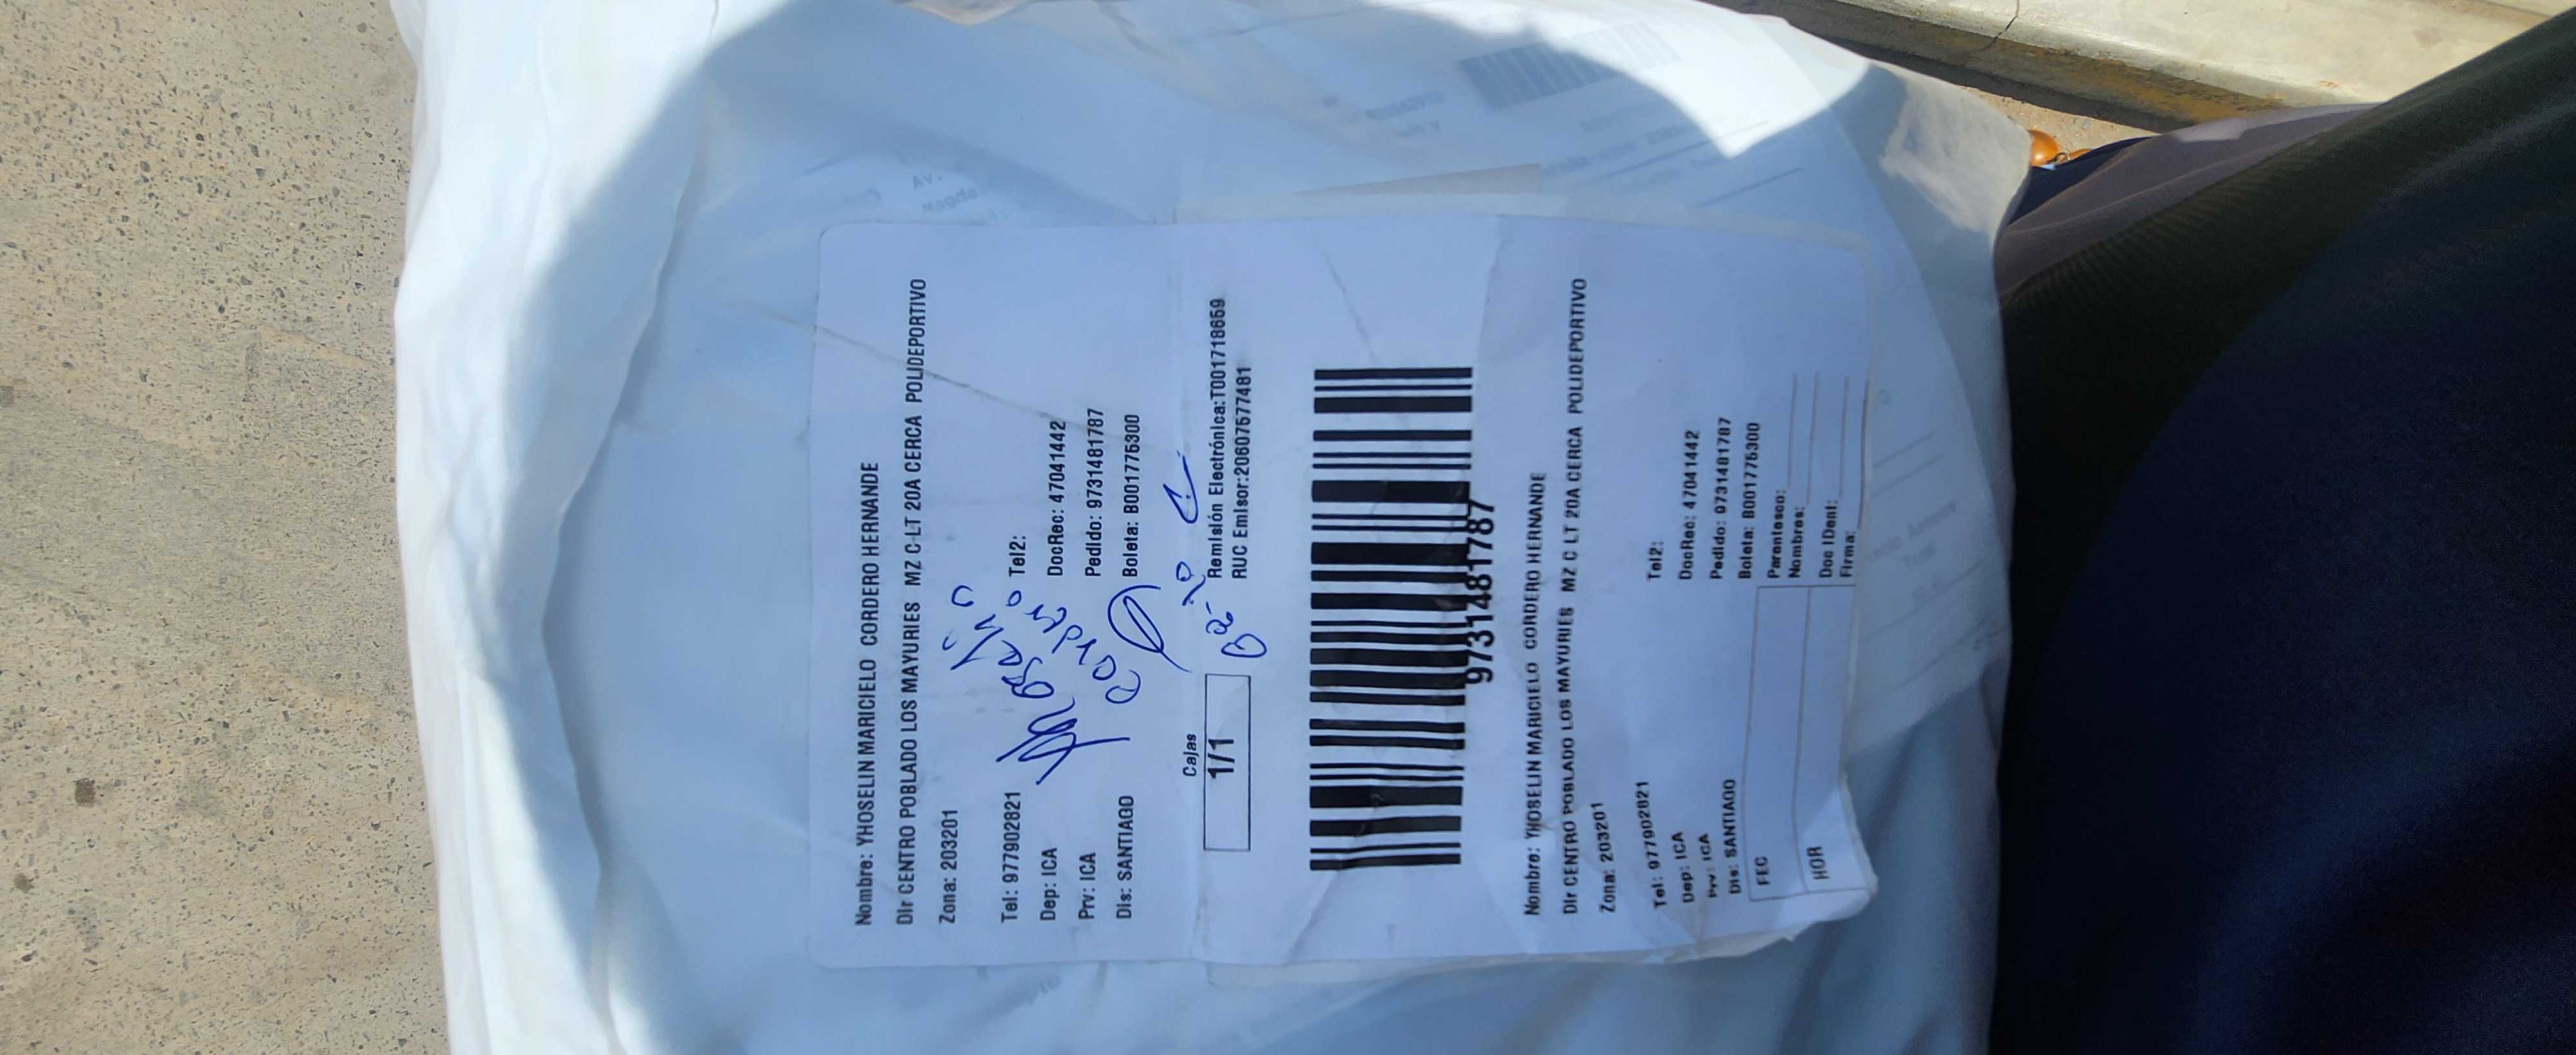 Nombre: YHOSELIN MARICIELO CORDERO HERNANDE
Dir CENTRO POBLADO LOS MAYURIES MZ C LT 20A CERCA POLIDEPORTIVO
Zona: 203201
Tel: 977902821 Tel2:
Dep: ICA DocRec: 47041442
Prv: ICA Pedido: 9731481787
Dis: SANTIAGO Boleta: B001775300
Cordero
Cajas
1/1
Remisión Electrónica:T001718659
RUC Emisor:20607577481
9731481787
Nombre: YHOSELIN MARICIELO CORDERO HERNANDE
Dir CENTRO POBLADO LOS MAYURIES MZ C LT 20A CERCA POLIDEPORTIVO
Zona: 203201
Tel: 977902821 Tel2:
Dep: ICA DocRec: 47041442
Prv: ICA Pedido: 9731481787
Dis: SANTIAGO Boleta: B001775300
FEC Parentesco:
Nombres:
HOR Doc IDent:
Firma: